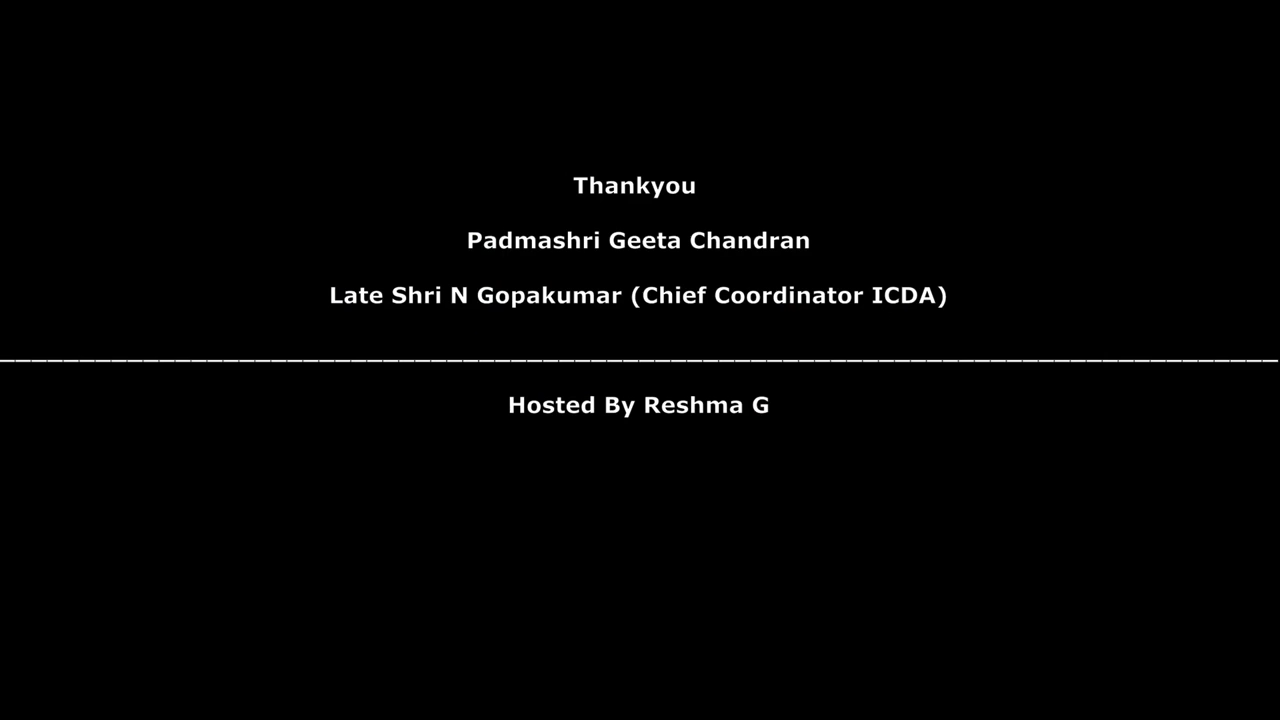 Thankyou
Padmashri Geeta Chandran
Late Shri N Gopakumar (Chief Coordinator ICDA)
Hosted By Reshma G